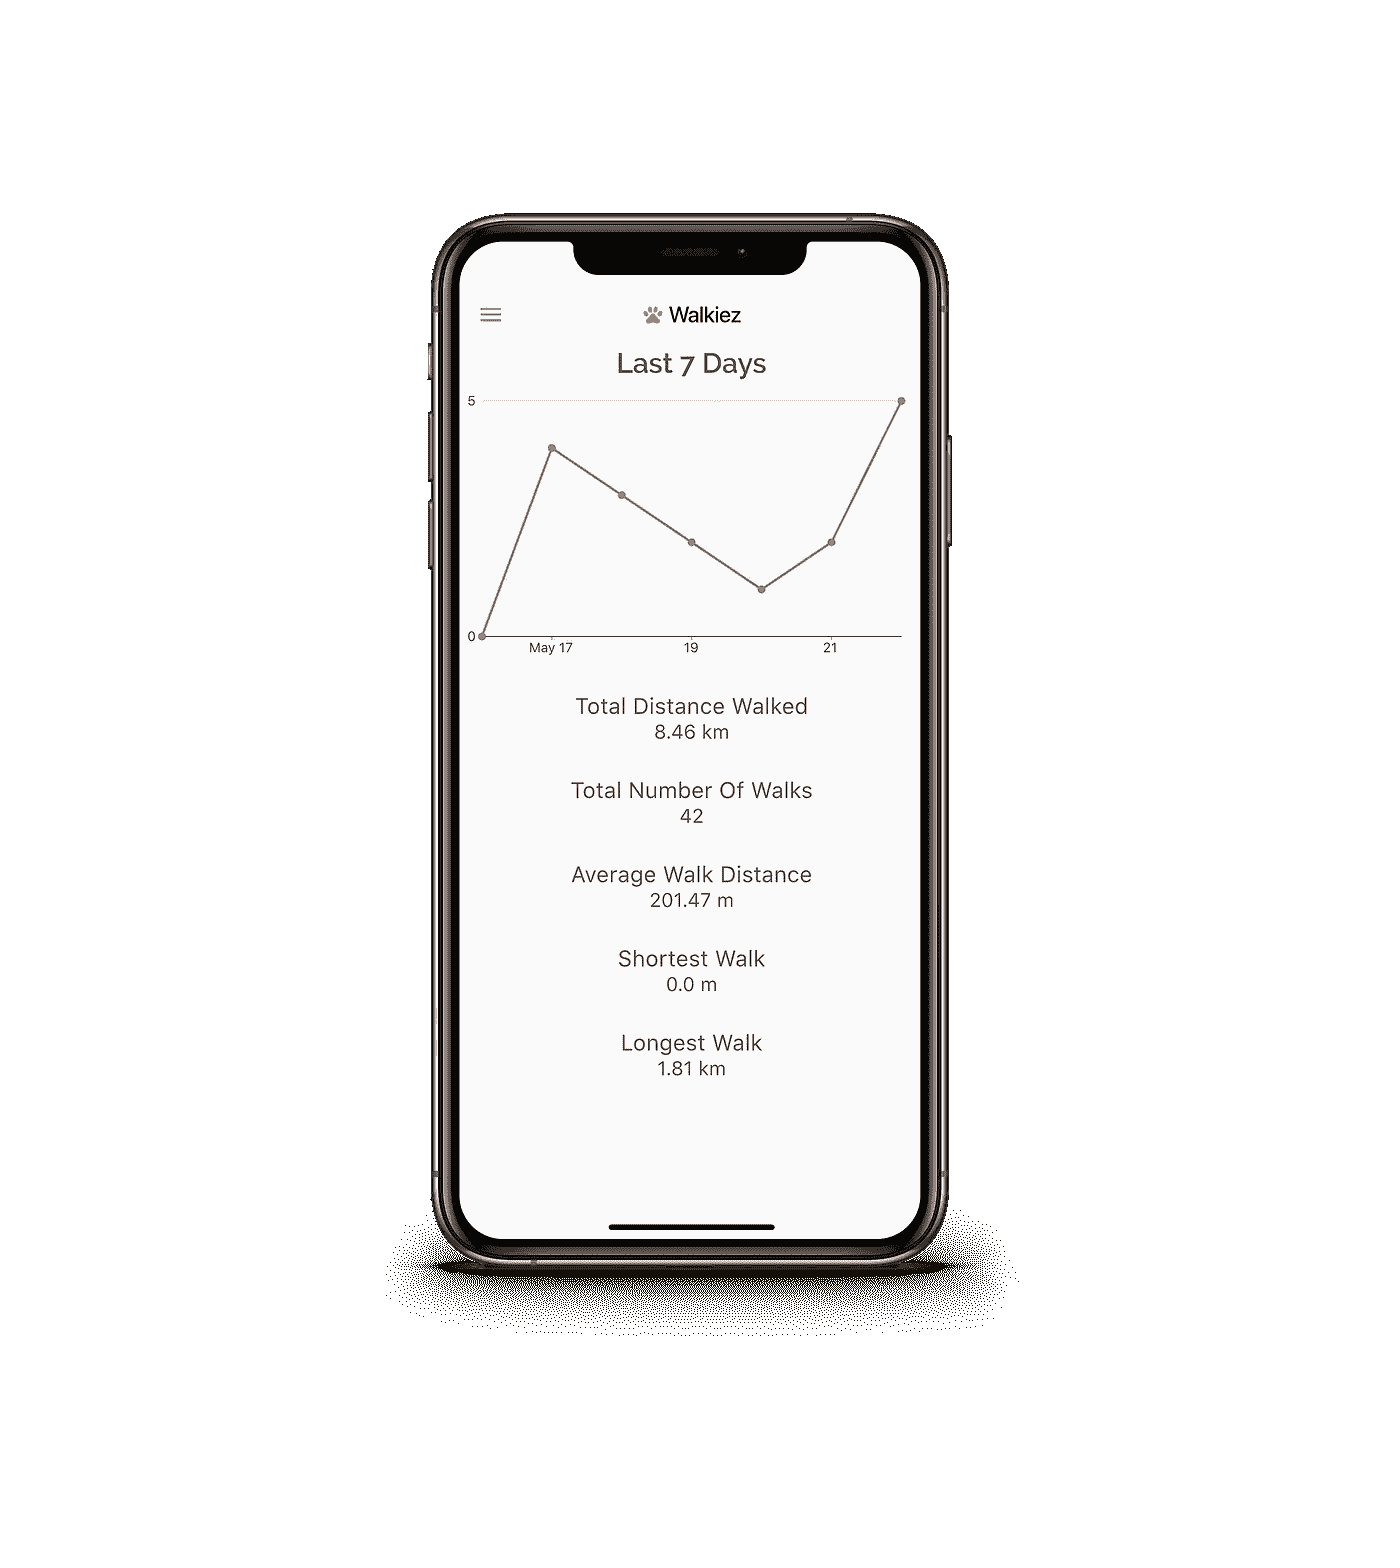 Walkiez
Last 7 Days
5
0
May 17 19 21
Total Distance Walked
8.46 km
Total Number Of Walks
42
Average Walk Distance
201.47 m
Shortest Walk
0.0 m
Longest Walk
1.81 km